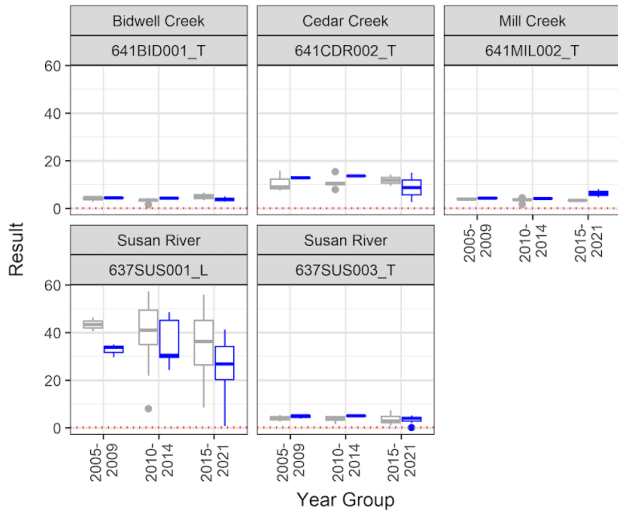 Bidwell Creek
Cedar Creek
Mill Creek
641BID001_T
641CDR002_T
641MIL002_T
60
40
20
0
Susan River
Susan River
637SUS001_L
637SUS003_T
60
40
20
0
2005-
2009
2010-
2014
2015-
2021
2005-
2009
2010-
2014
2015-
2021
2005-
2009
2010-
2014
2015-
2021
Result
Year Group